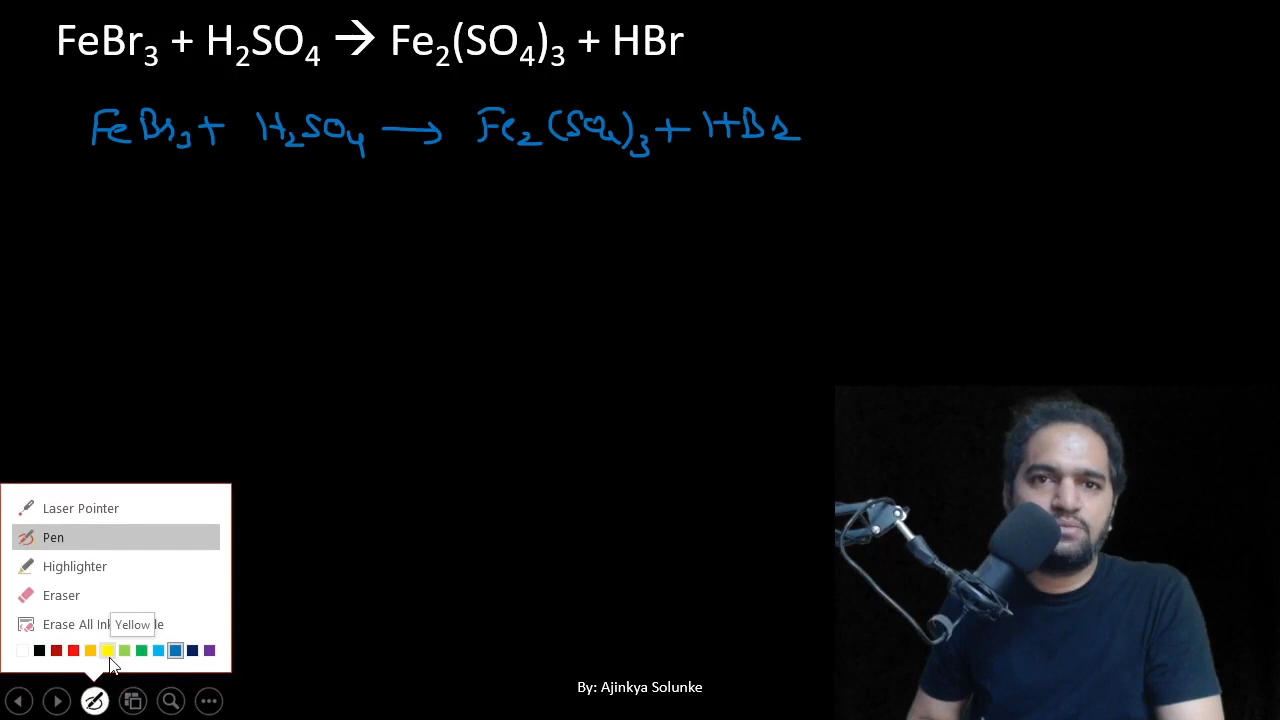 FeBr₃ + H₂SO₄ → Fe₂(SO₄)₃ + HBr
FeBr₃ + H₂SO₄ → Fe₂(SO₄)₃ + HBr
Laser Pointer
Pen
Highlighter
Eraser
Erase All Ink de
Yellow
By: Ajinkya Solunke